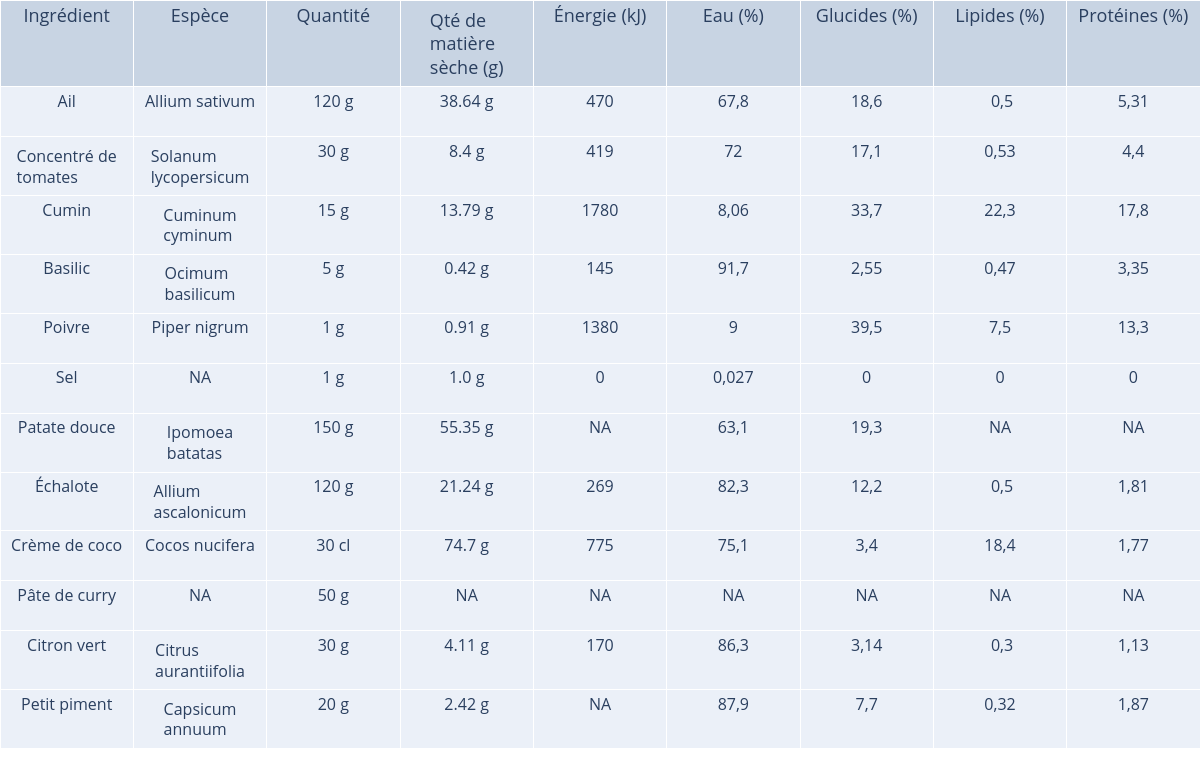 Ingrédient Espèce Quantité Qté de matière sèche (g) Énergie (kJ) Eau (%) Glucides (%) Lipides (%) Protéines (%)
Ail Allium sativum 120 g 38.64 g 470 67,8 18,6 0,5 5,31
Concentré de tomates Solanum lycopersicum 30 g 8.4 g 419 72 17,1 0,53 4,4
Cumin Cuminum cyminum 15 g 13.79 g 1780 8,06 33,7 22,3 17,8
Basilic Ocimum basilicum 5 g 0.42 g 145 91,7 2,55 0,47 3,35
Poivre Piper nigrum 1 g 0.91 g 1380 9 39,5 7,5 13,3
Sel NA 1 g 1.0 g 0 0,027 0 0 0
Patate douce Ipomoea batatas 150 g 55.35 g NA 63,1 19,3 NA NA
Échalote Allium ascalonicum 120 g 21.24 g 269 82,3 12,2 0,5 1,81
Crème de coco Cocos nucifera 30 cl 74.7 g 775 75,1 3,4 18,4 1,77
Pâte de curry NA 50 g NA NA NA NA NA NA
Citron vert Citrus aurantiifolia 30 g 4.11 g 170 86,3 3,14 0,3 1,13
Petit piment Capsicum annuum 20 g 2.42 g NA 87,9 7,7 0,32 1,87